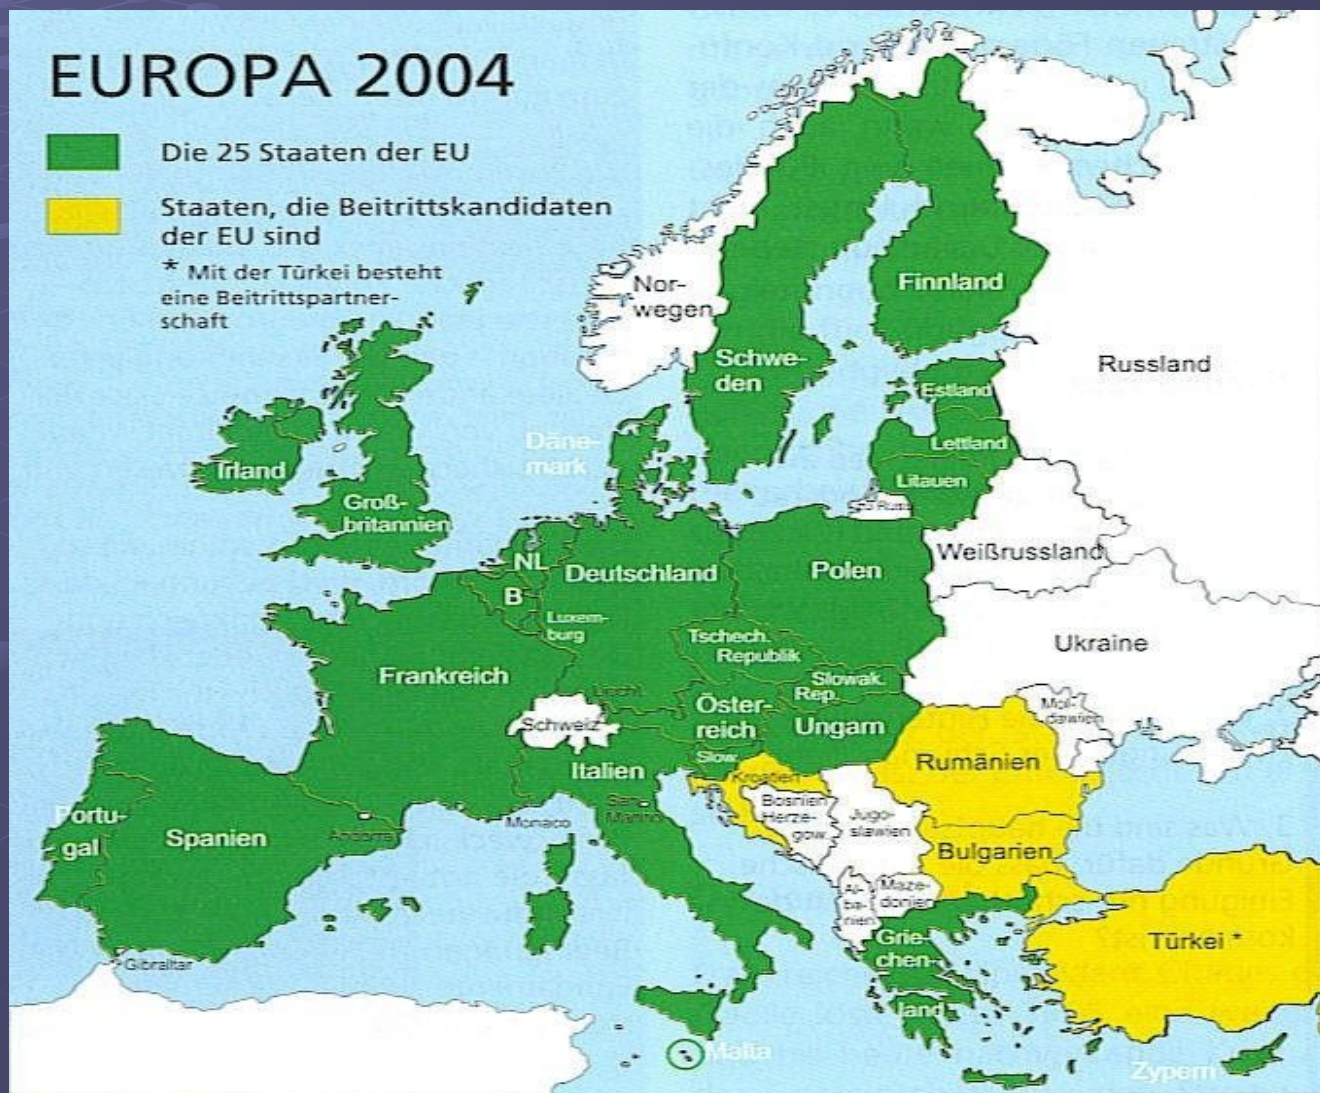 EUROPA 2004
Die 25 Staaten der EU
Staaten, die Beitrittskandidaten
der EU sind
* Mit der Türkei besteht
eine Beitrittspartner-
schaft
Nor-
wegen
Finnland
Schwe-
den
Russland
Estland
Lettland
Litauen
Däne-
mark
Irland
Groß-
britannien
Weißrussland
NL
B
Deutschland
Polen
Luxem-
burg
Tschech.
Republik
Ukraine
Frankreich
Slowak.
Rep.
Liecht.
Öster-
reich
Schweiz
Ungarn
Mol-
dawien
Slow.
Italien
Rumänien
Kroatien
Bosnien
Herze-
gow.
Jugo-
slawien
San
Marino
Monaco
Andorra
Portu-
gal
Spanien
Bulgarien
Al-
ba-
nien
Maze-
donien
Türkei *
Grie-
chen-
land
Gibraltar
Malta
Zypern